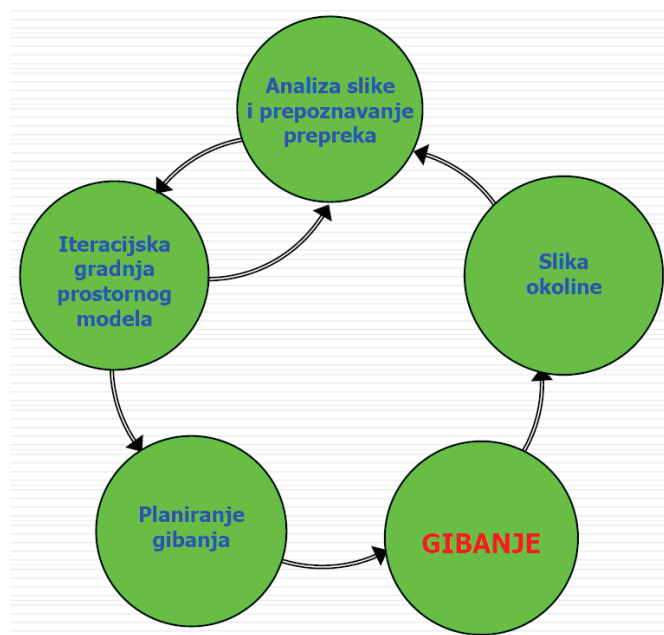 Analiza slike
i prepoznavanje
prepreka
Iteracijska
gradnja
prostornog
modela
Slika
okoline
Planiranje
gibanja
GIBANJE